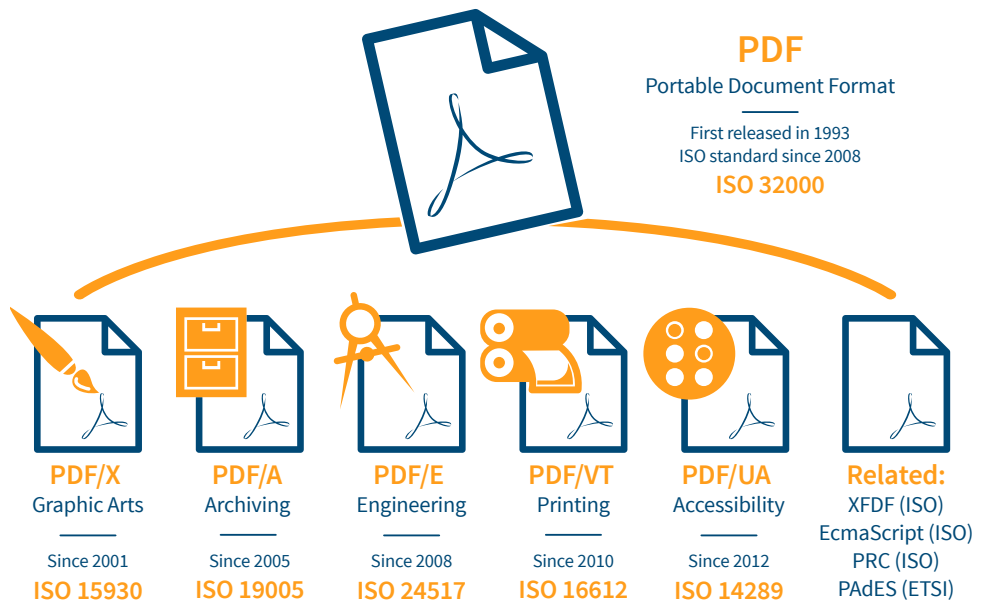 PDF
Portable Document Format
First released in 1993
ISO standard since 2008
ISO 32000
PDF/X
Graphic Arts
Since 2001
ISO 15930
PDF/A
Archiving
Since 2005
ISO 19005
PDF/E
Engineering
Since 2008
ISO 24517
PDF/VT
Printing
Since 2010
ISO 16612
PDF/UA
Accessibility
Since 2012
ISO 14289
Related:
XFDF (ISO)
EcmaScript (ISO)
PRC (ISO)
PAdES (ETSI)